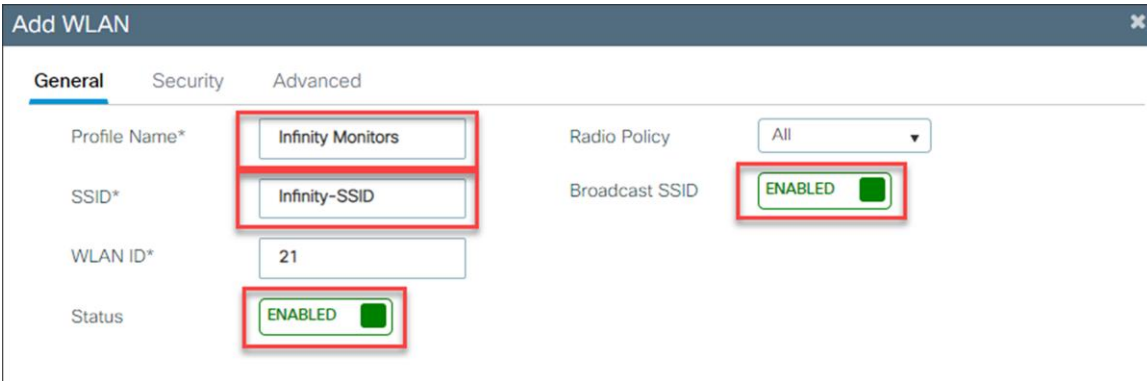 Add WLAN
General Security Advanced
Profile Name* Infinity Monitors Radio Policy All
SSID* Infinity-SSID Broadcast SSID ENABLED
WLAN ID* 21
Status ENABLED